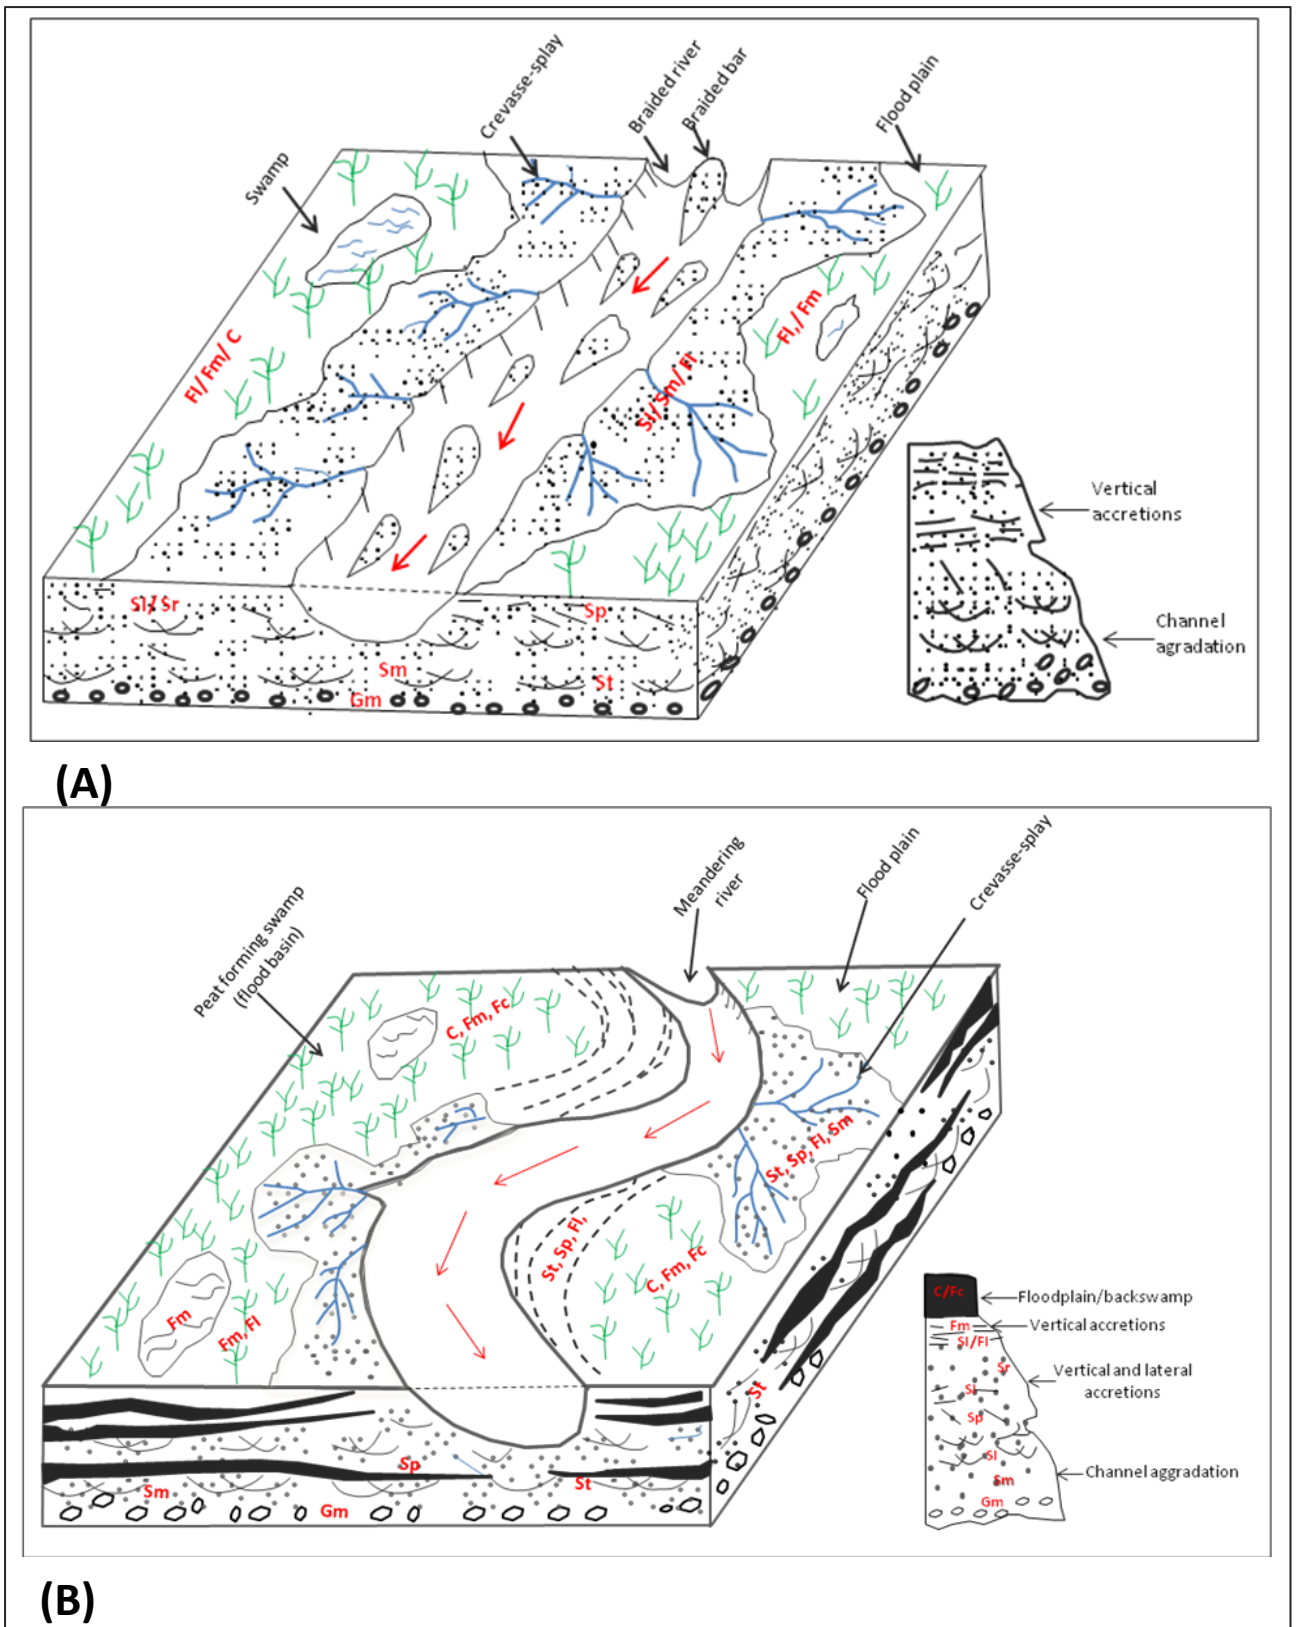 Crevasse-splay
Braided river
Braided bar
Flood plain
Swamp
Fl/ Fm/ C
Fl,/ Fm
Sl/ Sm/ Fl
Sl/ Sr
Sp
Sm
St
Gm
Vertical
accretions
Channel
agradation
(A)
Peat forming swamp
(flood basin)
Meandering
river
Flood plain
Crevasse-splay
C, Fm, Fc
St, Sp, Fl, Sm
St, Sp, Fl,
C, Fm, Fc
Fm
Fm, Fl
Sp
Sm
St
Gm
St
C/Fc
Floodplain/backswamp
Fm
Vertical accretions
Sl/Fl
Sr
Vertical and lateral
accretions
Sl
Sp
Sl
Channel aggradation
Sm
Gm
(B)